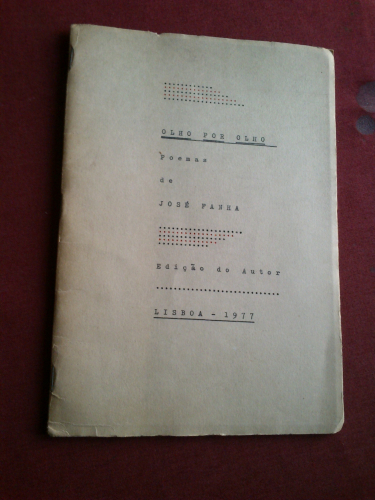 OLHO POR OLHO
Poemas
de
JOSÉ FANHA
Edição do Autor
LISBOA - 1977